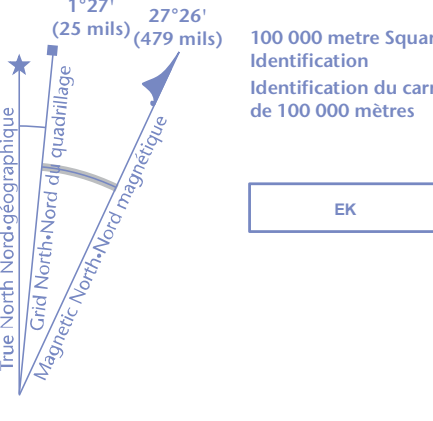 1°27'
(25 mils)
27°26'
(479 mils)
True North Nord•géographique
Grid North•Nord du quadrillage
Magnetic North•Nord magnétique
100 000 metre Squar
Identification
Identification du carr
de 100 000 mètres
EK